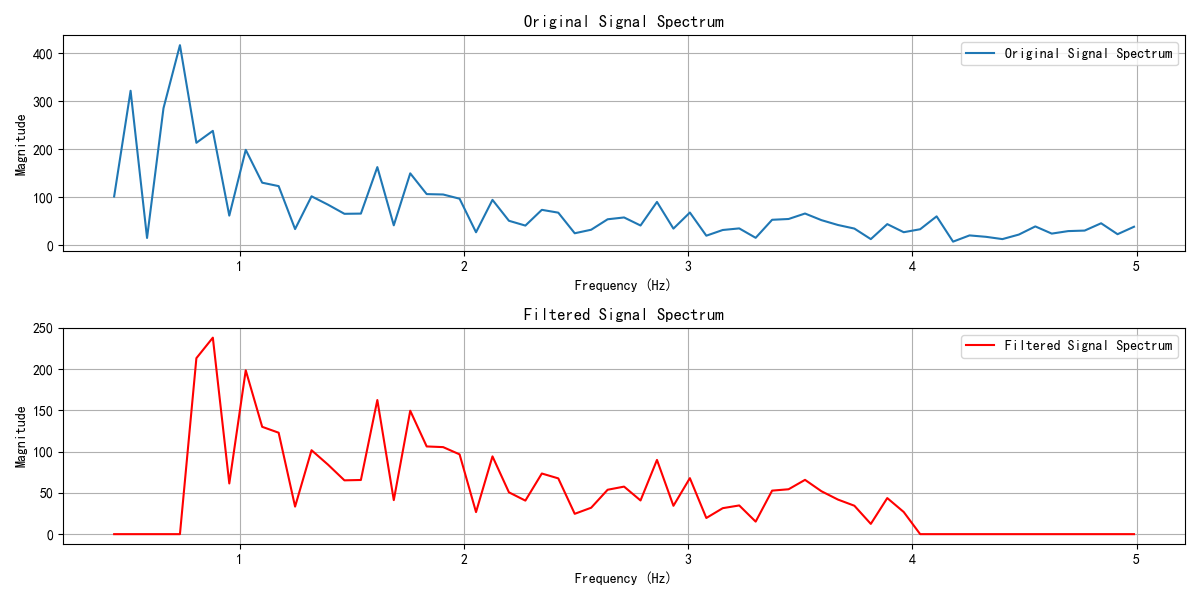 Original Signal Spectrum
Original Signal Spectrum
400
300
200
100
0
Magnitude
1 2 3 4 5
Frequency (Hz)
Filtered Signal Spectrum
Filtered Signal Spectrum
250
200
150
100
50
0
Magnitude
1 2 3 4 5
Frequency (Hz)